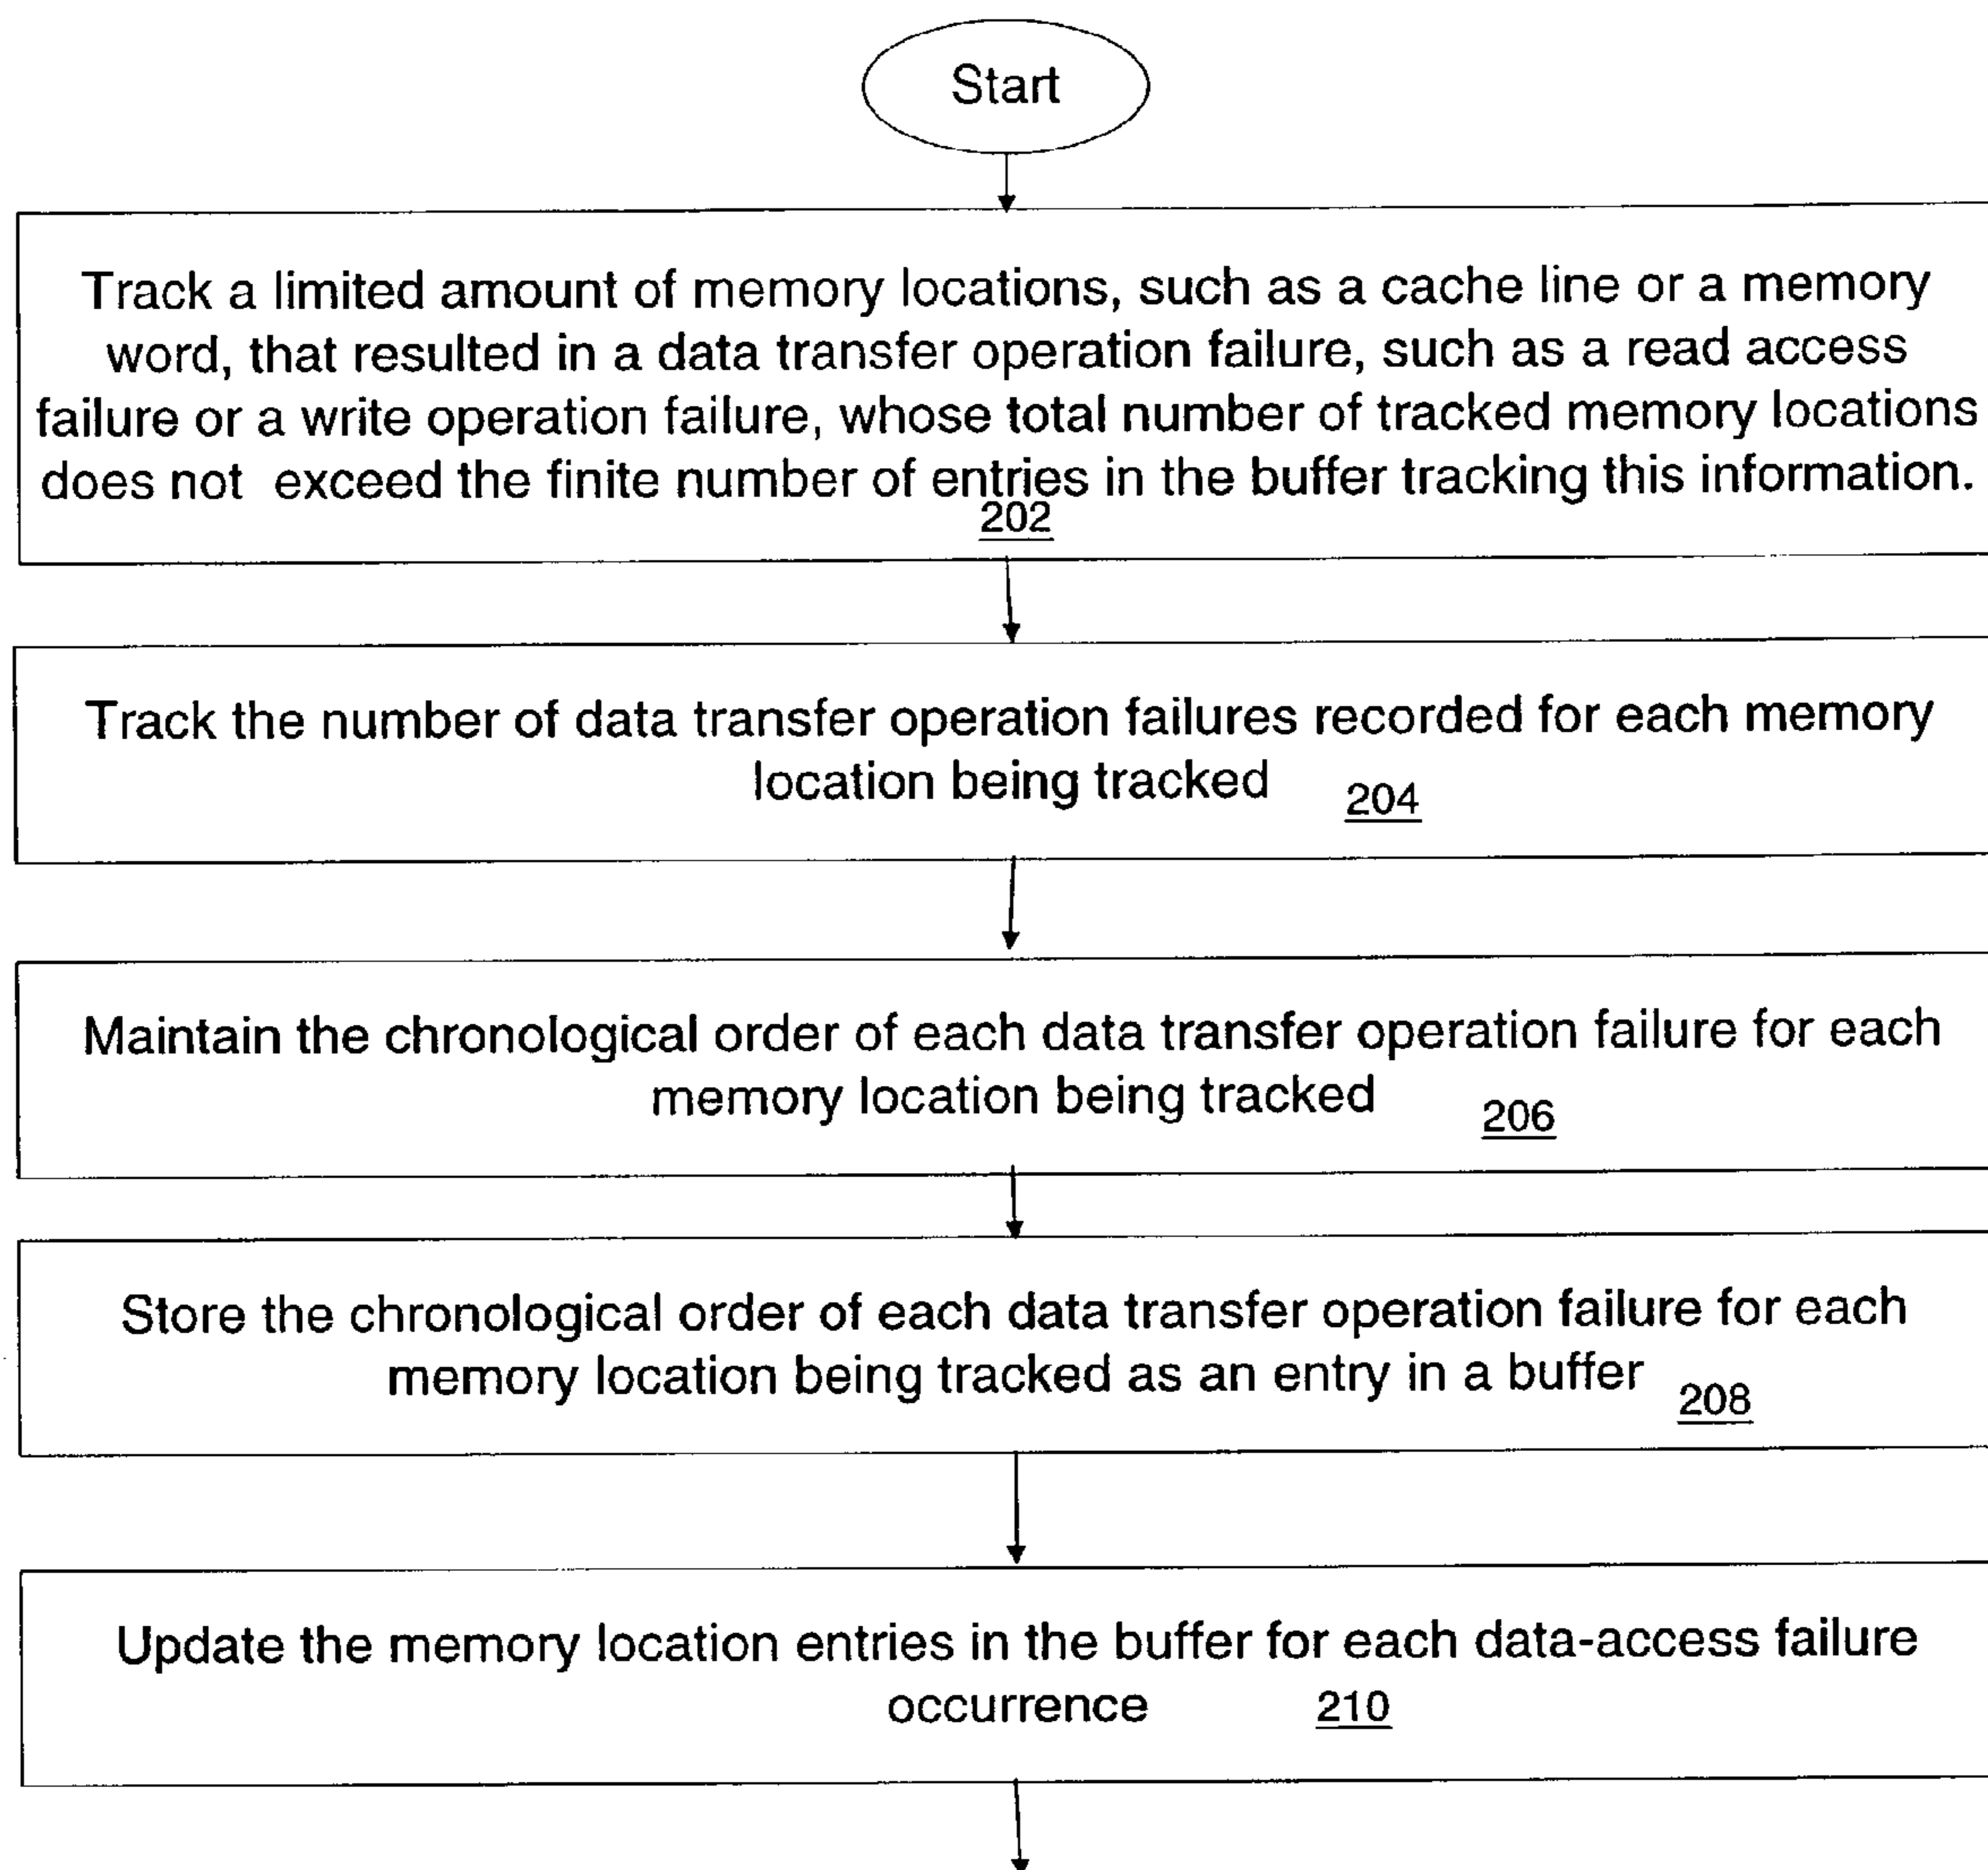 Start
Track a limited amount of memory locations, such as a cache line or a memory
word, that resulted in a data transfer operation failure, such as a read access
failure or a write operation failure, whose total number of tracked memory locations
does not exceed the finite number of entries in the buffer tracking this information.
202
Track the number of data transfer operation failures recorded for each memory
location being tracked 204
Maintain the chronological order of each data transfer operation failure for each
memory location being tracked 206
Store the chronological order of each data transfer operation failure for each
memory location being tracked as an entry in a buffer 208
Update the memory location entries in the buffer for each data-access failure
occurrence 210